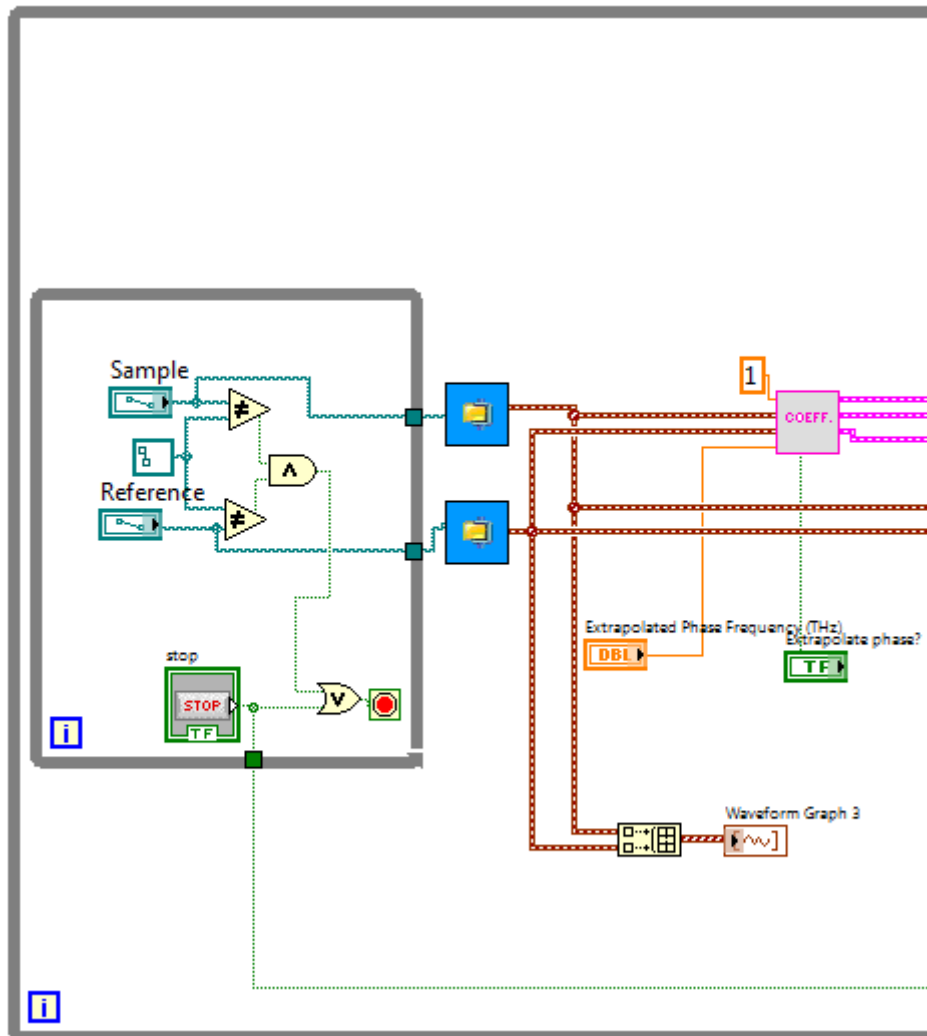 Sample
1
COEFF.
Reference
Extrapolated Phase Frequency (THz)
Extrapolate phase?
DBL
TF
stop
STOP
TF
i
Waveform Graph 3
i